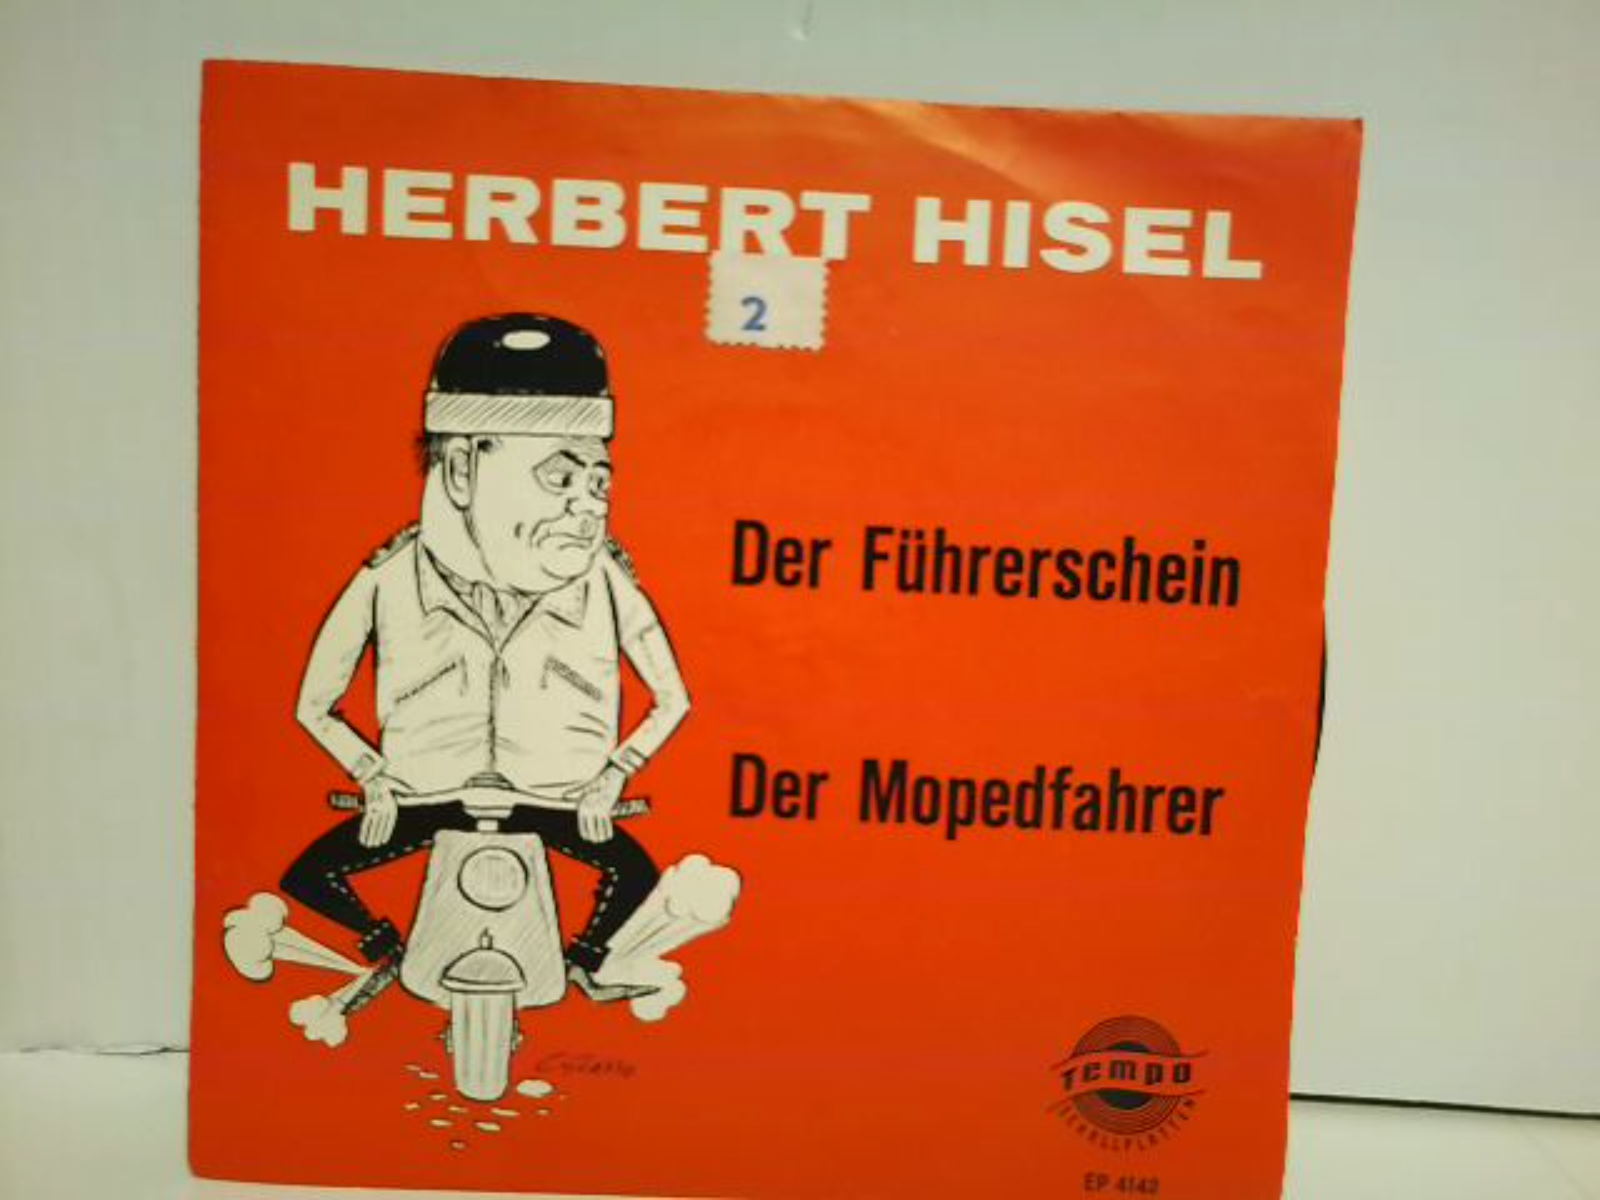 HERBERT HISEL
2
Der Führerschein
Der Mopedfahrer
Tempo
SCHALLPLATTEN
EP 4142